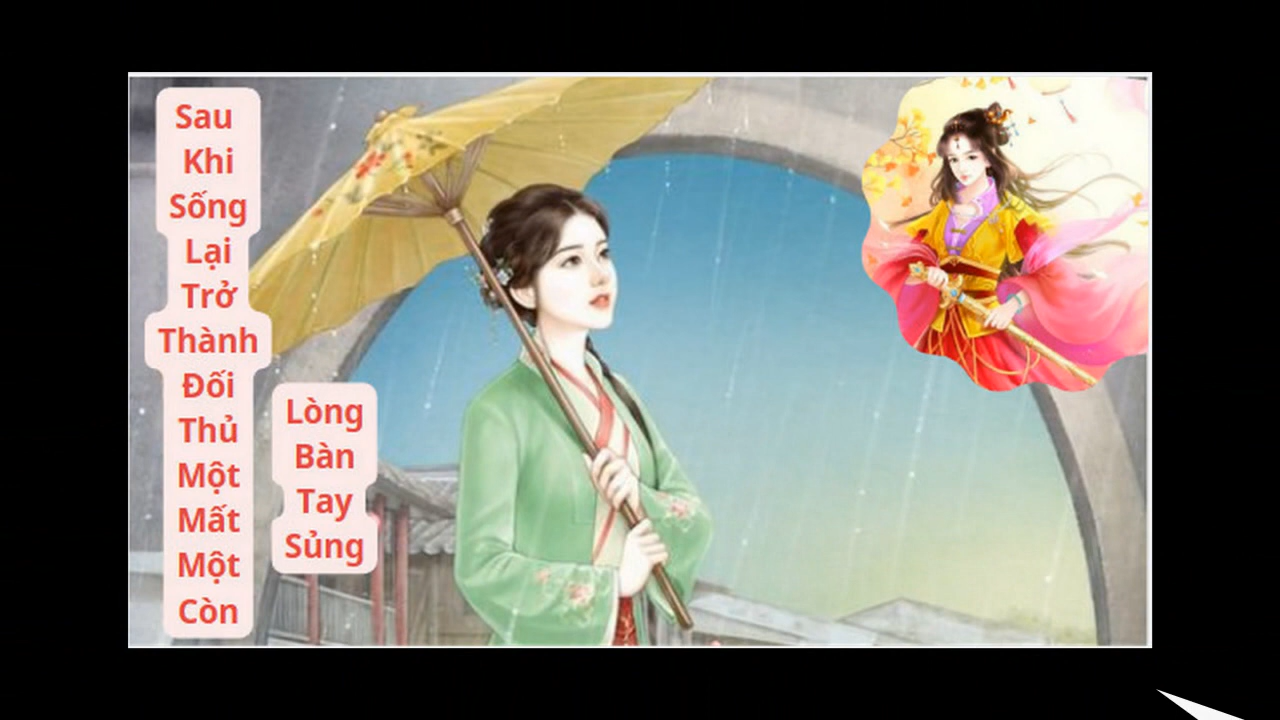 Sau
Khi
Sống
Lại
Trở
Thành
Đối
Thủ
Một
Mất
Một
Còn
Lòng
Bàn
Tay
Sủng